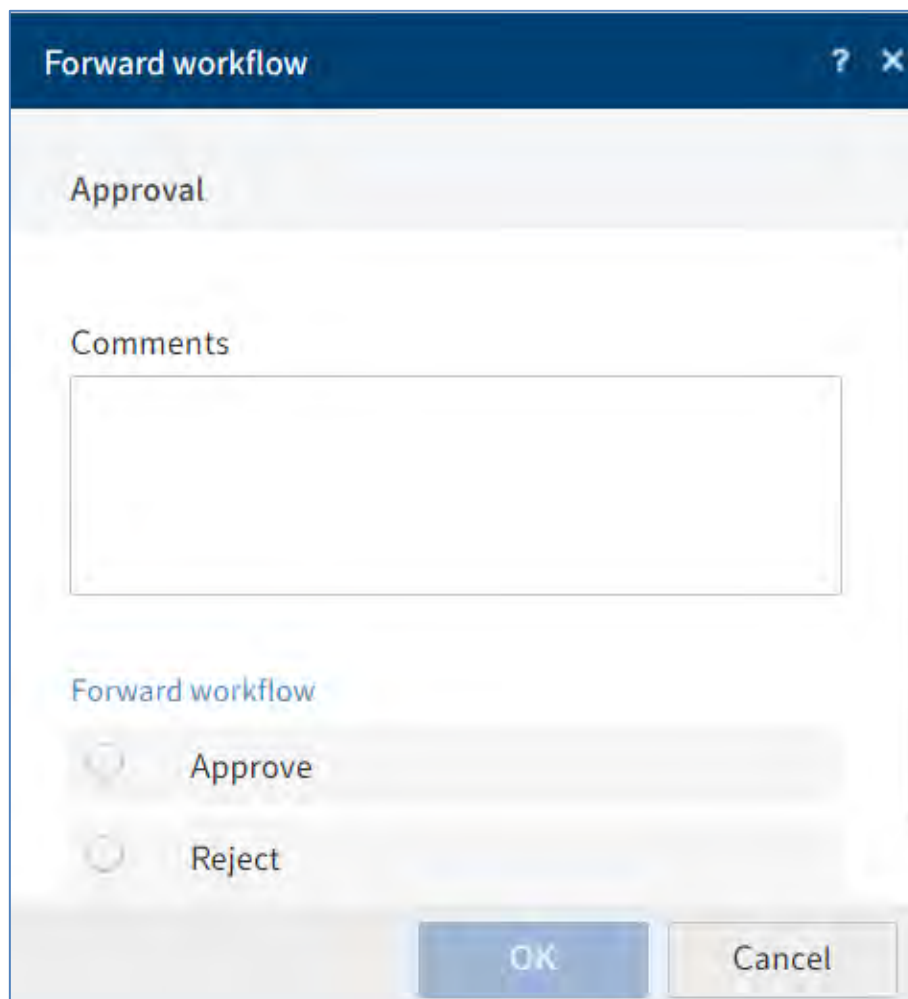 Forward workflow ? ×
Approval
Comments
Forward workflow
Approve
Reject
OK Cancel